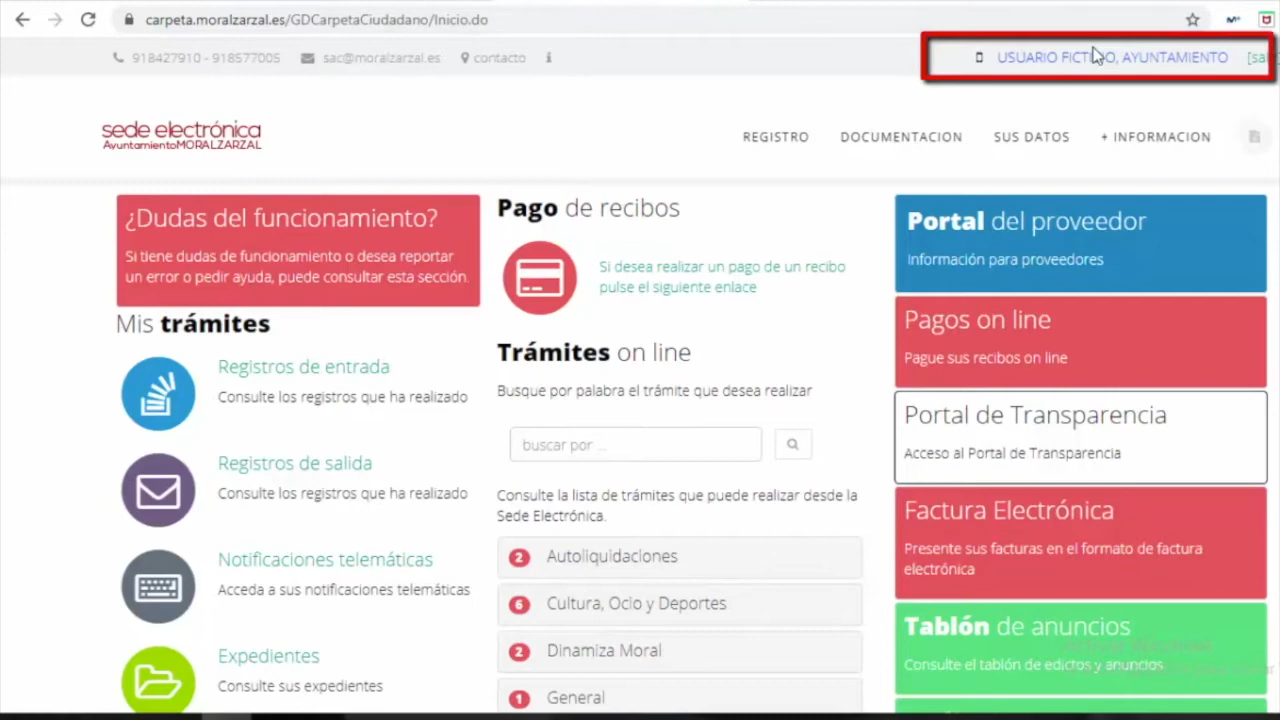 carpeta.moralzarzal.es/GDCarpetaCiudadano/Inicio.do
918427910 - 918577005 sac@moralzarzal.es contacto
USUARIO FICTICIO, AYUNTAMIENTO
sede electrónica
AyuntamientoMORALZARZAL
REGISTRO DOCUMENTACION SUS DATOS + INFORMACION
¿Dudas del funcionamiento?
Si tiene dudas de funcionamiento o desea reportar
un error o pedir ayuda, puede consultar esta sección.
Mis trámites
Registros de entrada
Consulte los registros que ha realizado
Registros de salida
Consulte los registros que ha realizado
Notificaciones telemáticas
Acceda a sus notificaciones telemáticas
Expedientes
Consulte sus expedientes
Pago de recibos
Si desea realizar un pago de un recibo
pulse el siguiente enlace
Trámites on line
Busque por palabra el trámite que desea realizar
buscar por ...
Consulte la lista de trámites que puede realizar desde la
Sede Electrónica.
2 Autoliquidaciones
6 Cultura, Ocio y Deportes
2 Dinamiza Moral
1 General
Portal del proveedor
Información para proveedores
Pagos on line
Pague sus recibos on line
Portal de Transparencia
Acceso al Portal de Transparencia
Factura Electrónica
Presente sus facturas en el formato de factura
electrónica
Tablón de anuncios
Consulte el tablón de edictos y anuncios